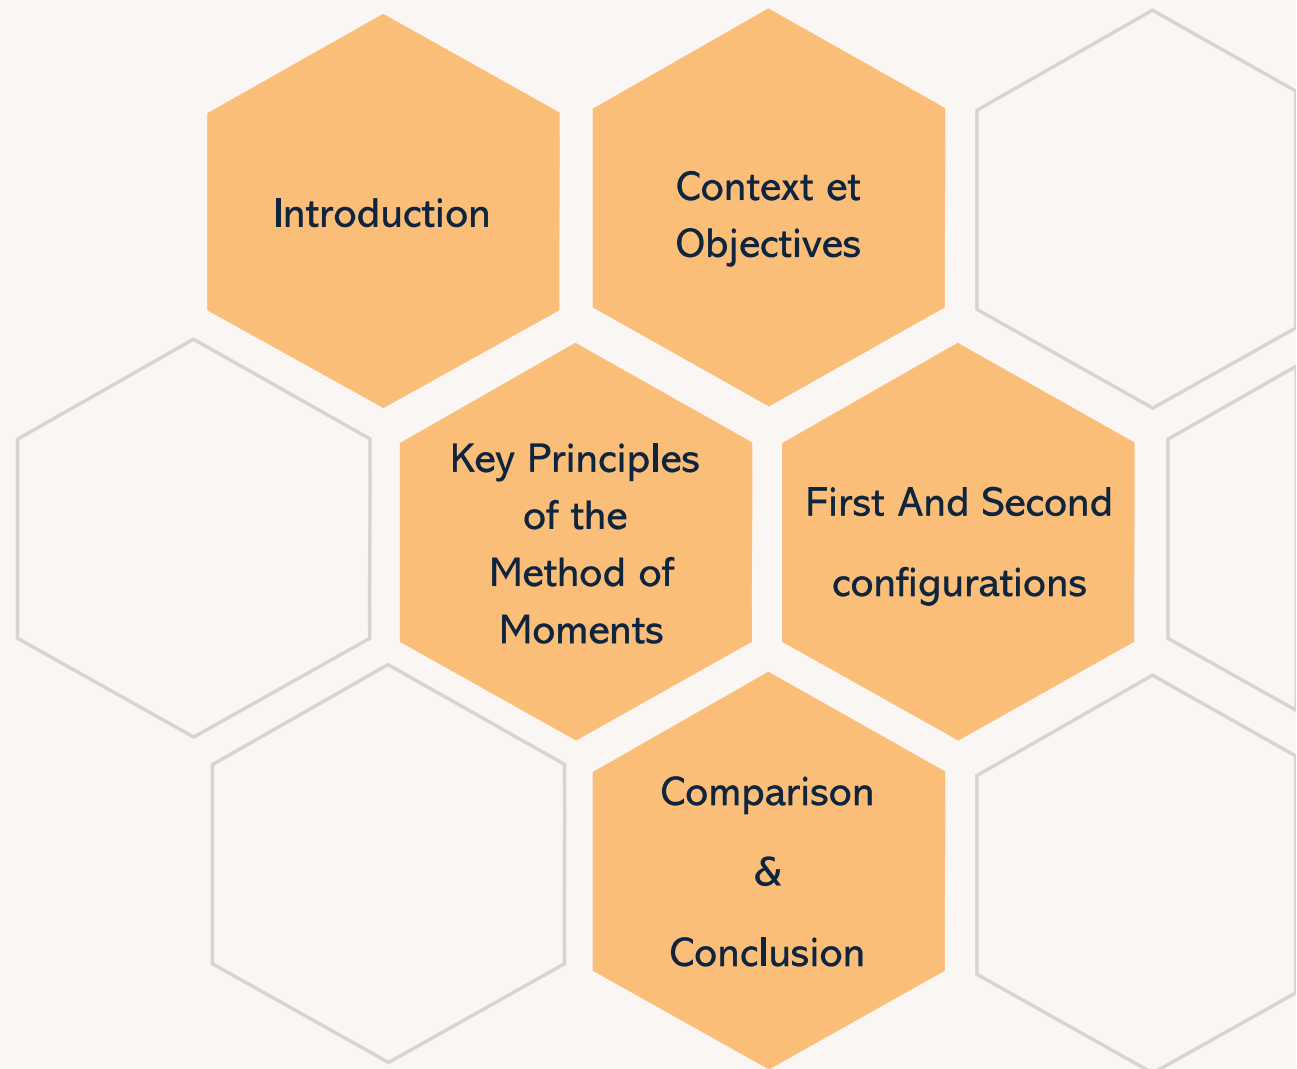 Introduction
Context et
Objectives
Key Principles
of the
Method of
Moments
First And Second
configurations
Comparison
&
Conclusion